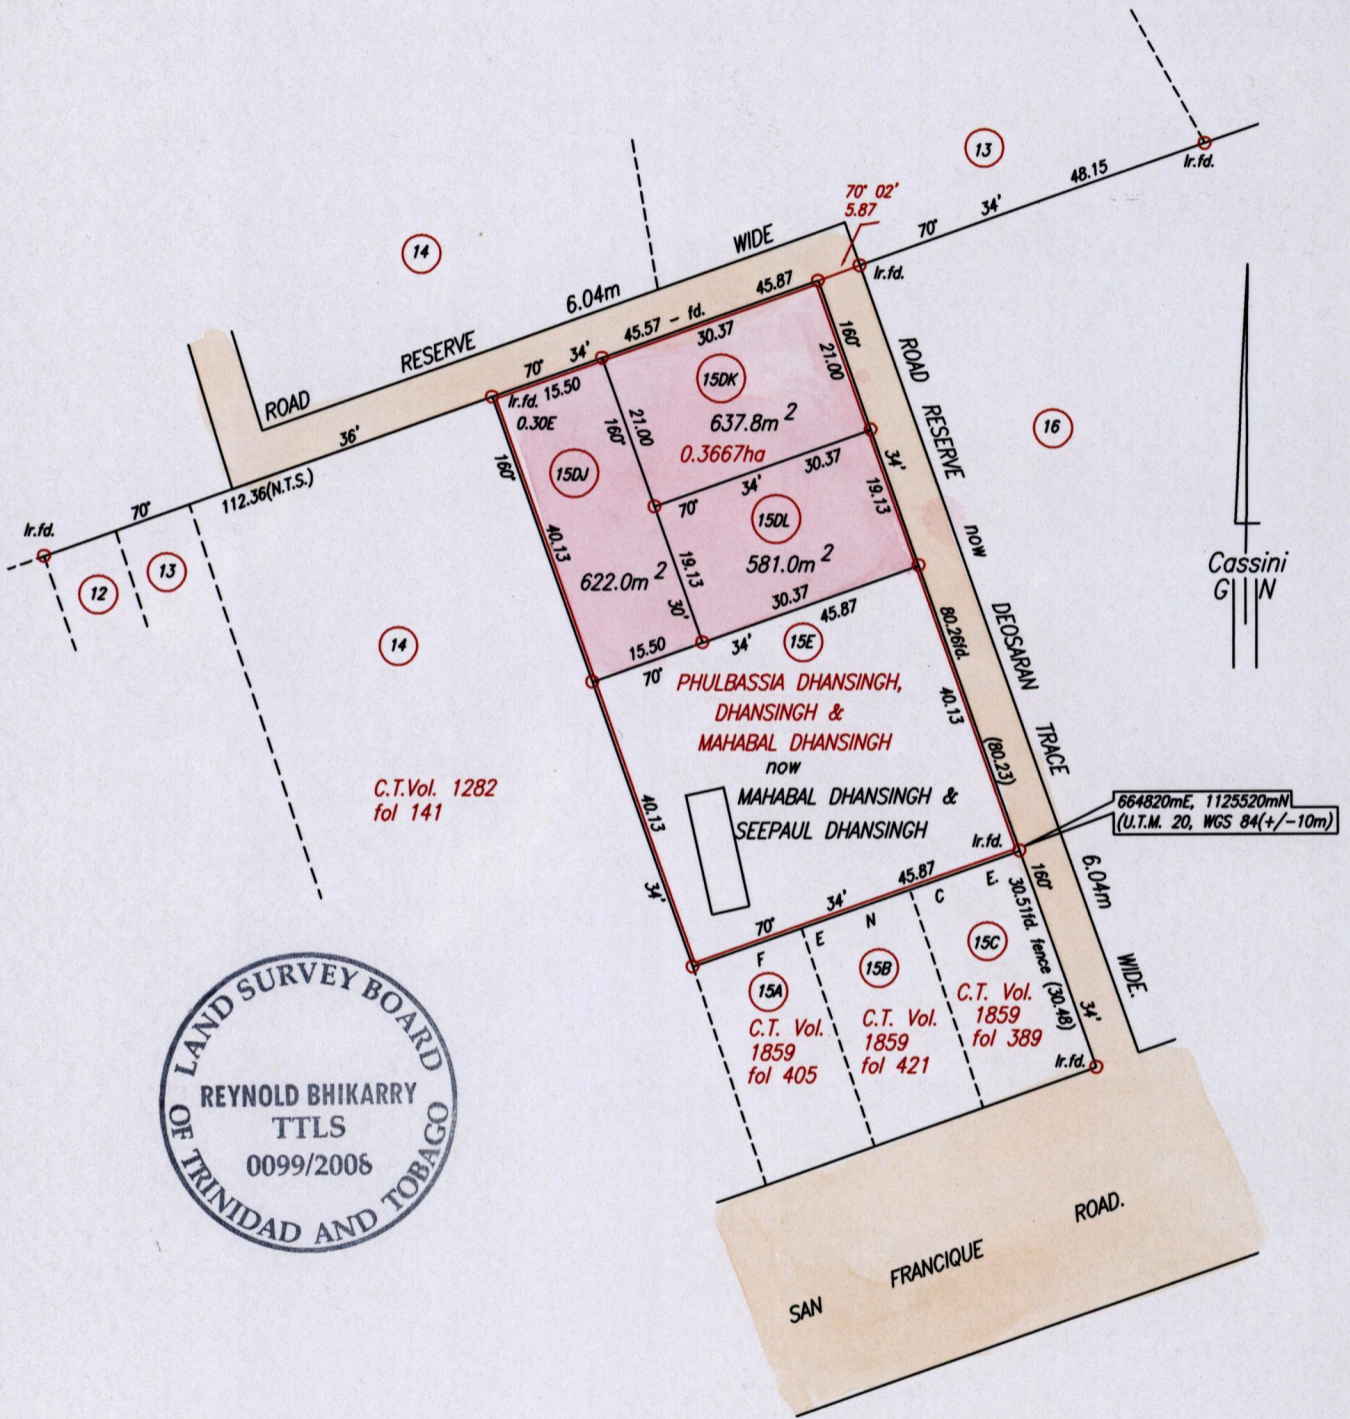 13
48.15
Ir.fd.
70° 34'
70° 02'
5.87
14
WIDE
Ir.fd.
6.04m
45.87
45.57 - fd.
RESERVE
70° 34'
30.37
160°
ROAD
ROAD
15.50
Ir.fd.
0.30E
15DK
21.00
RESERVE
16
36'
21.00
160°
637.8m²
0.3667ha
34'
160°
15DJ
30.37
34'
70°
19.13
now
112.36(N.T.S.)
70°
Ir.fd.
15DL
40.13
19.13
581.0m²
Cassini
G N
12
13
622.0m²
30'
30.37
45.87
DEOSARAN
80.26fd.
14
15.50
70°
34'
15E
PHULBASSIA DHANSINGH,
DHANSINGH &
MAHABAL DHANSINGH
now
MAHABAL DHANSINGH &
SEEPAUL DHANSINGH
40.13
(80.23)
TRACE
C.T.Vol. 1282
fol 141
40.13
664820mE, 1125520mN
(U.T.M. 20, WGS 84(+/-10m)
Ir.fd.
34'
45.87
34'
70°
160°
6.04m
F E N C E
30.51fd. fence (30.48)
34'
WIDE.
15A
15B
15C
C.T. Vol.
1859
fol 405
C.T. Vol.
1859
fol 421
C.T. Vol.
1859
fol 389
Ir.fd.
LAND SURVEY BOARD
REYNOLD BHIKARRY
TTLS
0099/2008
OF TRINIDAD AND TOBAGO
SAN FRANCIQUE ROAD.